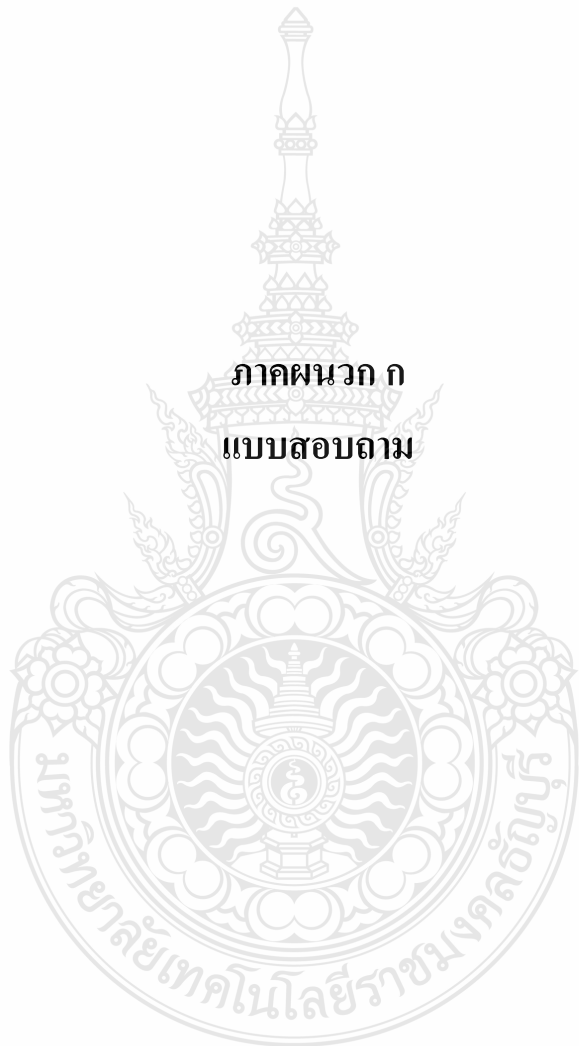 ภาคผนวก ก
แบบสอบถาม
มหาวิทยาลัยเทคโนโลยีราชมงคลธัญบุรี